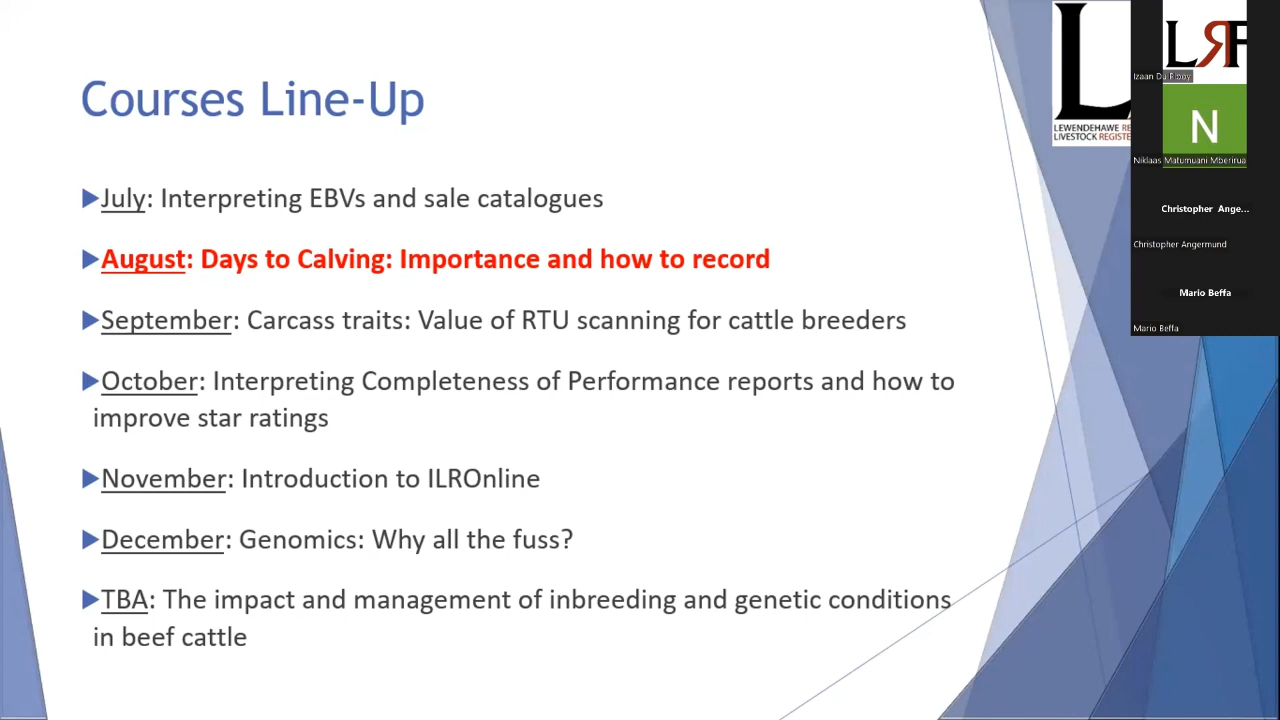 Courses Line-Up
July: Interpreting EBVs and sale catalogues
August: Days to Calving: Importance and how to record
September: Carcass traits: Value of RTU scanning for cattle breeders
October: Interpreting Completeness of Performance reports and how to
improve star ratings
November: Introduction to ILROnline
December: Genomics: Why all the fuss?
TBA: The impact and management of inbreeding and genetic conditions
in beef cattle
LEWENDEHAWE RE
LIVESTOCK REGISTE
LRF
Izaan Du
N
Niklaas Matumuani Mberirua
Christopher Ange...
Christopher Angermund
Mario Beffa
Mario Beffa